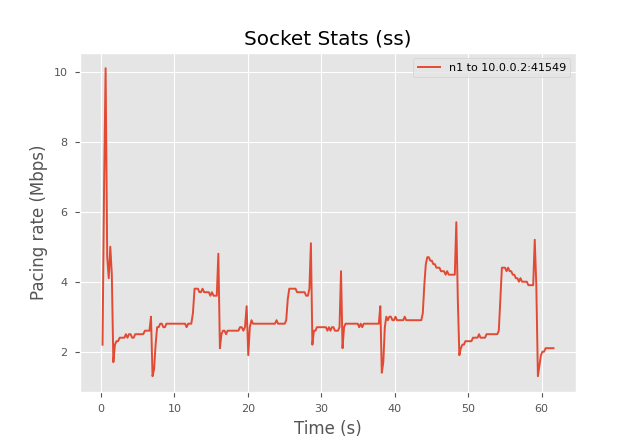 Socket Stats (ss)
n1 to 10.0.0.2:41549
Pacing rate (Mbps)
10
8
6
4
2
0 10 20 30 40 50 60
Time (s)